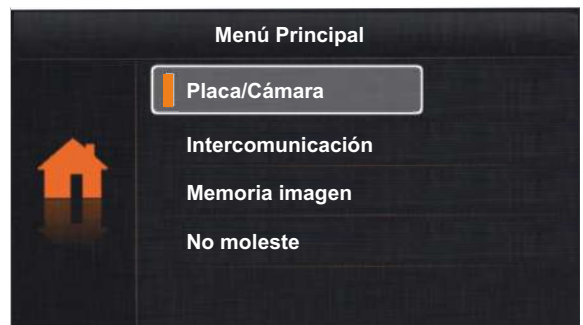 Menú Principal
Placa/Cámara
Intercomunicación
Memoria imagen
No moleste